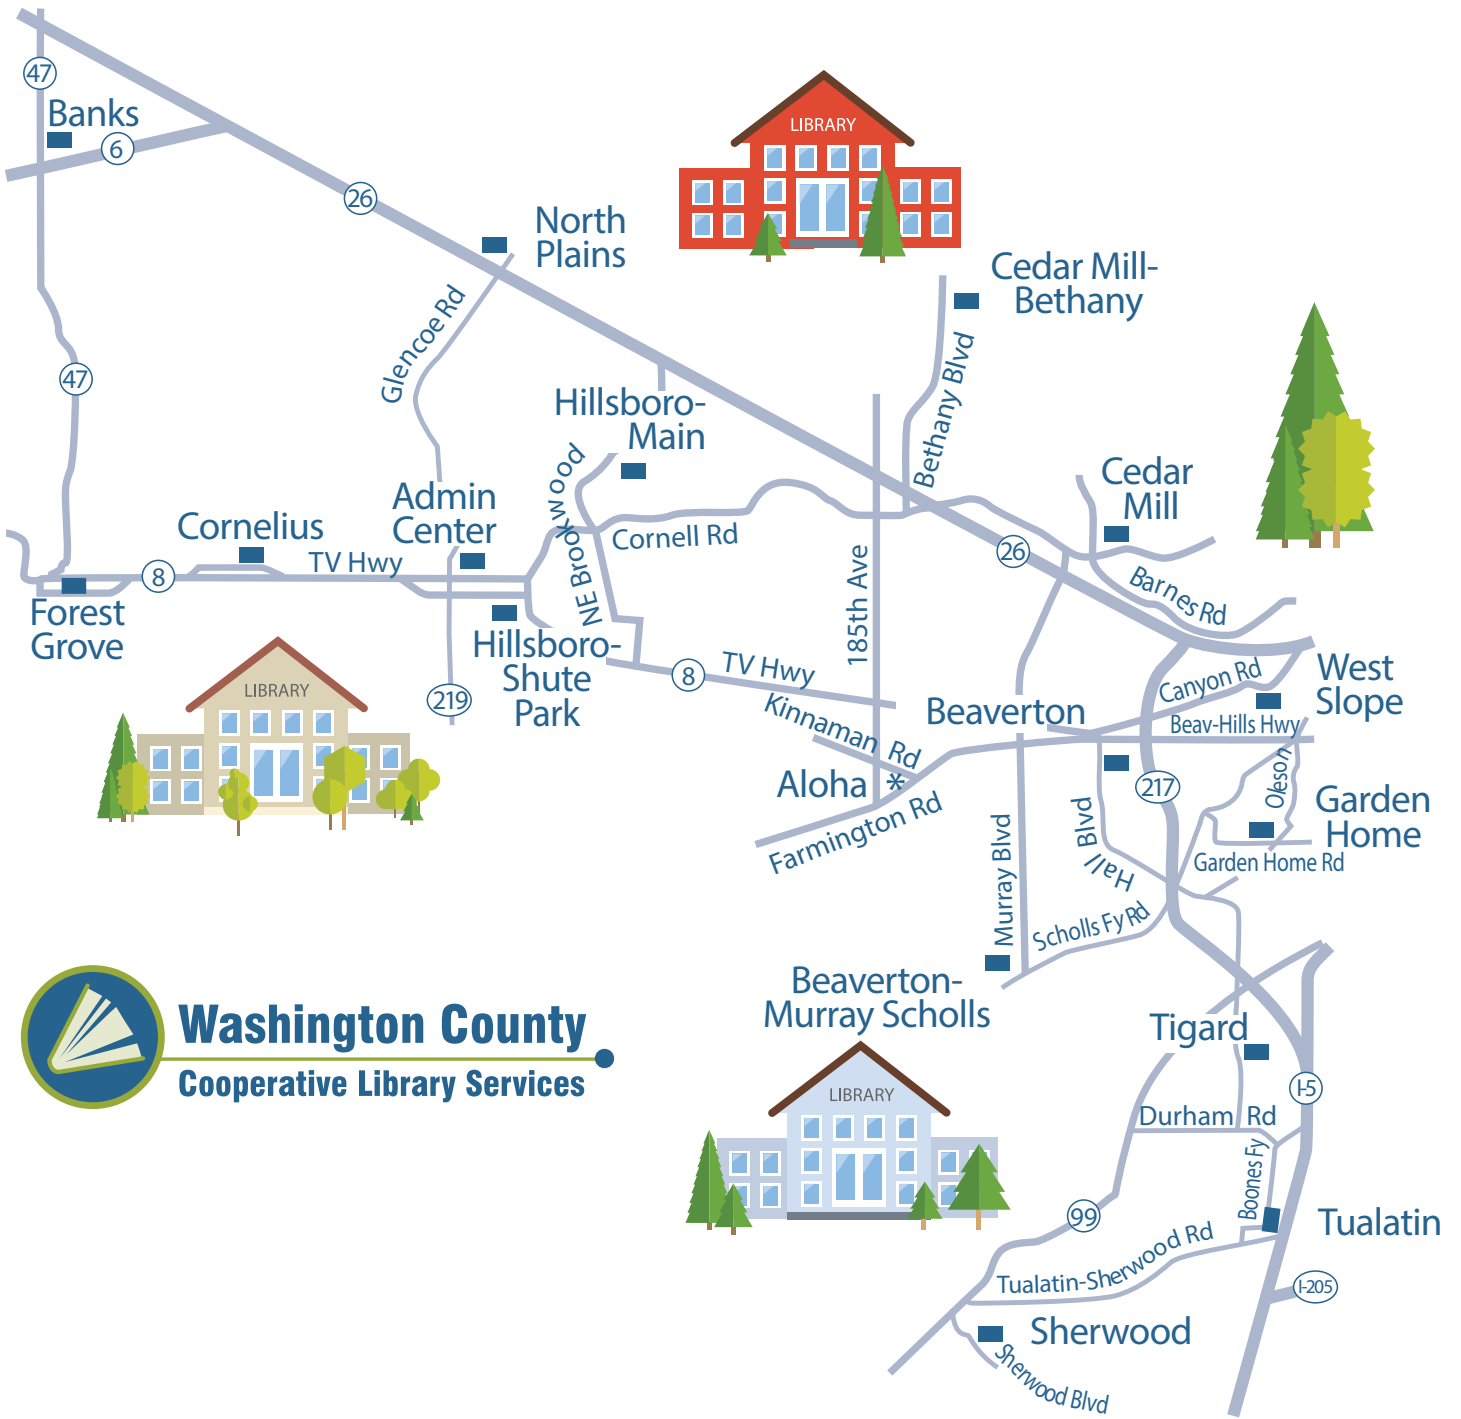 47
Banks
6
26
LIBRARY
North
Plains
Cedar Mill-
Bethany
Glencoe Rd
47
Bethany Blvd
Hillsboro-
Main
Cedar
Mill
Admin
Center
NE Brookwood
Cornelius
TV Hwy
Cornell Rd
26
8
185th Ave
Barnes Rd
Forest
Grove
Hillsboro-
Shute
Park
TV Hwy
8
219
LIBRARY
Canyon Rd
West
Slope
Beaverton
Beav-Hills Hwy
Kinnaman Rd
Aloha *
Farmington Rd
217
Oleson
Garden
Home
Hall Blvd
Murray Blvd
Garden Home Rd
Scholls Fy Rd
Beaverton-
Murray Scholls
Washington County
Cooperative Library Services
Tigard
LIBRARY
I-5
Durham Rd
Boones Fy
99
Tualatin
Tualatin-Sherwood Rd
I-205
Sherwood
Sherwood Blvd